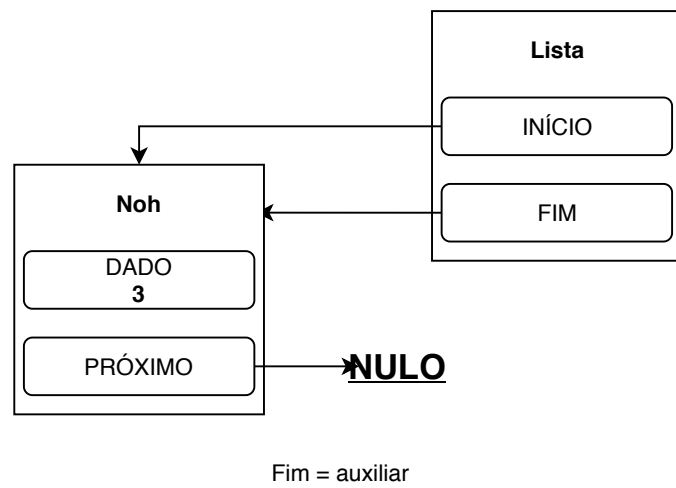 Lista
INÍCIO
FIM
Noh
DADO
3
PRÓXIMO
NULO
Fim = auxiliar